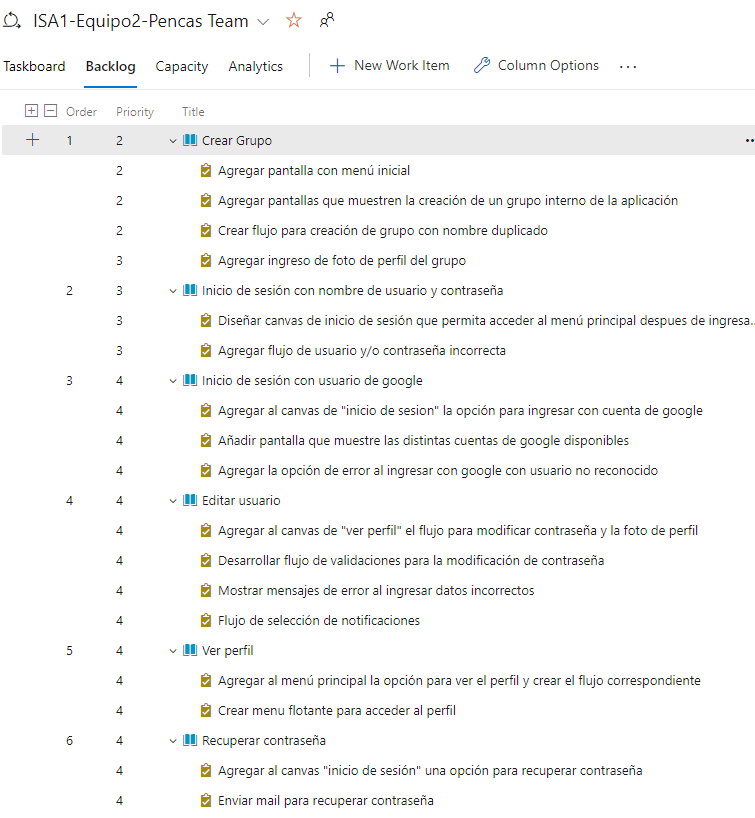 ISA1-Equipo2-Pencas Team
Taskboard Backlog Capacity Analytics New Work Item Column Options
Order Priority Title
1 2 Crear Grupo
2 Agregar pantalla con menú inicial
2 Agregar pantallas que muestren la creación de un grupo interno de la aplicación
2 Crear flujo para creación de grupo con nombre duplicado
3 Agregar ingreso de foto de perfil del grupo
2 3 Inicio de sesión con nombre de usuario y contraseña
3 Diseñar canvas de inicio de sesión que permita acceder al menú principal despues de ingresa...
3 Agregar flujo de usuario y/o contraseña incorrecta
3 4 Inicio de sesión con usuario de google
4 Agregar al canvas de "inicio de sesion" la opción para ingresar con cuenta de google
4 Añadir pantalla que muestre las distintas cuentas de google disponibles
4 Agregar la opción de error al ingresar con google con usuario no reconocido
4 4 Editar usuario
4 Agregar al canvas de "ver perfil" el flujo para modificar contraseña y la foto de perfil
4 Desarrollar flujo de validaciones para la modificación de contraseña
4 Mostrar mensajes de error al ingresar datos incorrectos
4 Flujo de selección de notificaciones
5 4 Ver perfil
4 Agregar al menú principal la opción para ver el perfil y crear el flujo correspondiente
4 Crear menu flotante para acceder al perfil
6 4 Recuperar contraseña
4 Agregar al canvas "inicio de sesión" una opción para recuperar contraseña
4 Enviar mail para recuperar contraseña